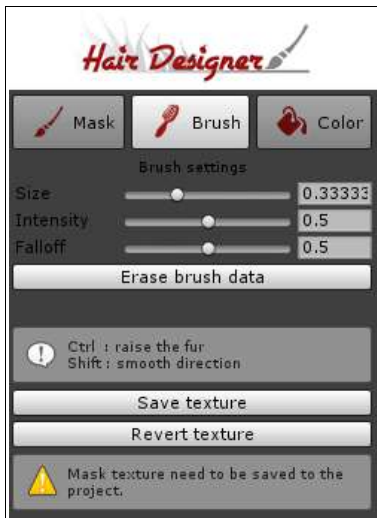 Hair Designer
Mask
Brush
Color
Brush settings
Size 0.33333
Intensity 0.5
Falloff 0.5
Erase brush data
Ctrl : raise the fur
Shift : smooth direction
Save texture
Revert texture
Mask texture need to be saved to the
project.